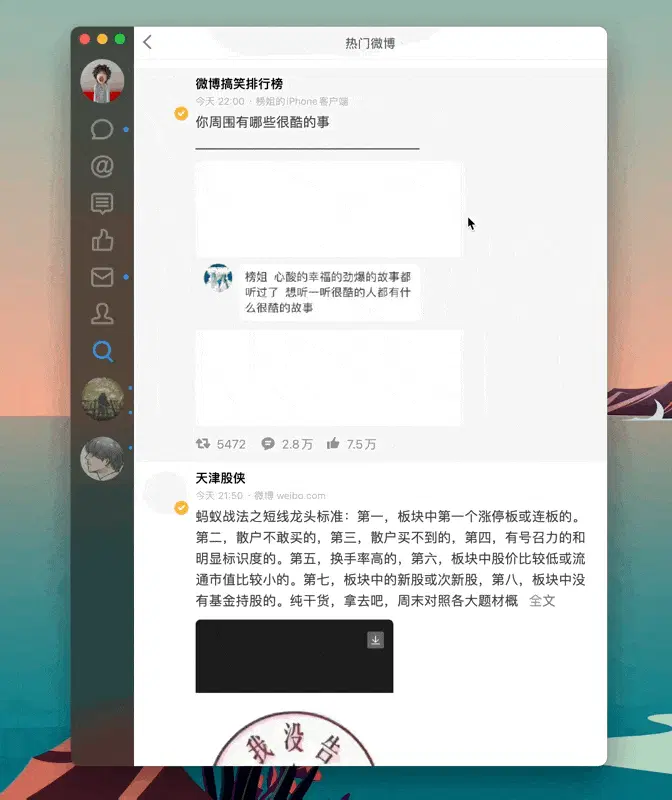 热门微博
微博搞笑排行榜
今天 22:00 · 榜姐的iPhone客户端
你周围有哪些很酷的事
榜姐 心酸的幸福的劲爆的故事都
听过了 想听一听很酷的人都有什
么很酷的故事
5472 2.8万 7.5万
天津股侠
今天 21:50 · 微博 weibo.com
蚂蚁战法之短线龙头标准：第一，板块中第一个涨停板或连板的。
第二，散户不敢买的，第三，散户买不到的，第四，有号召力的和
明显标识度的。第五，换手率高的，第六，板块中股价比较低或流
通市值比较小的。第七，板块中的新股或次新股，第八，板块中没
有基金持股的。纯干货，拿去吧，周末对照各大题材概 全文
我没告